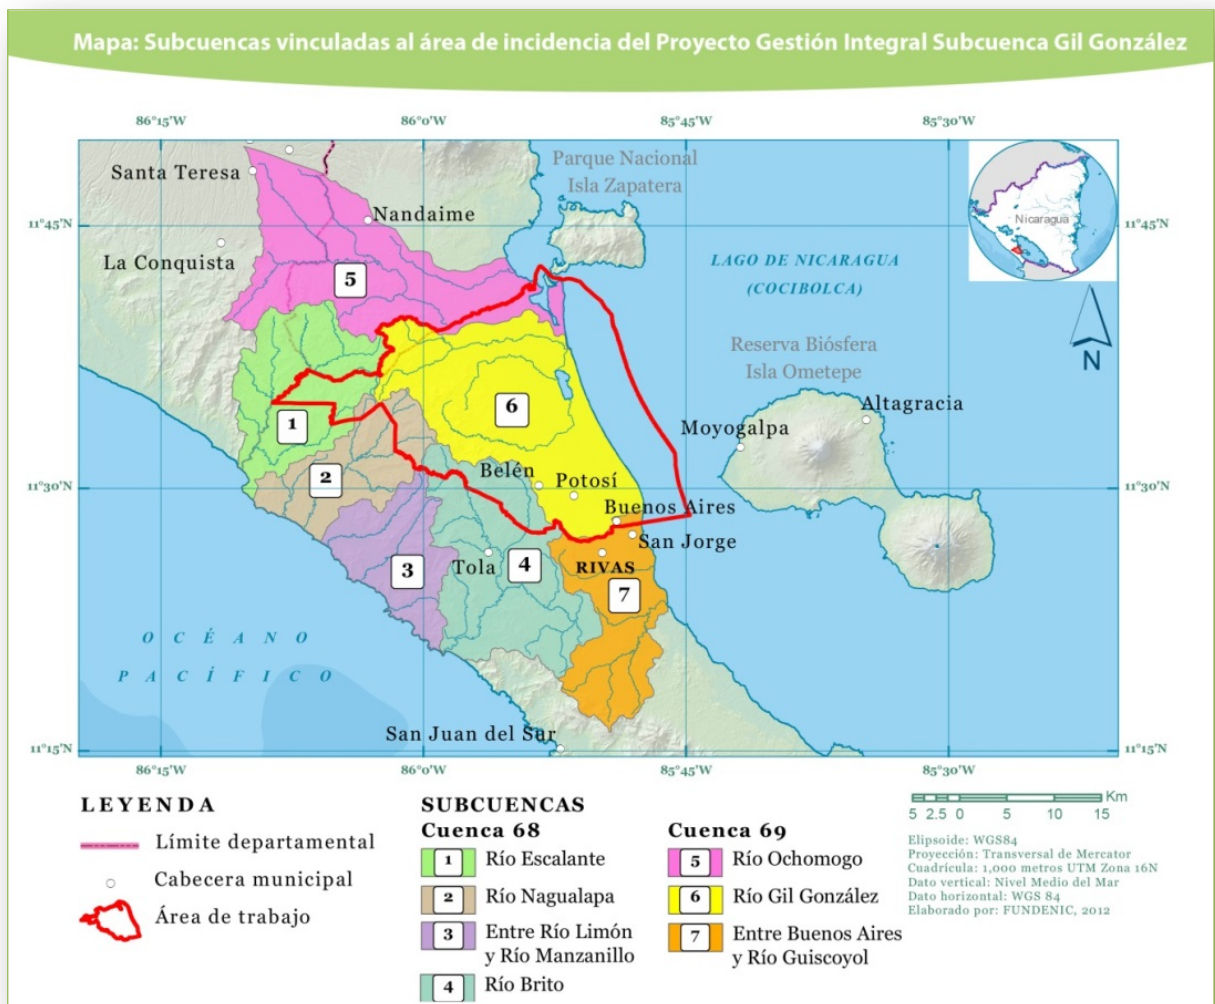 Mapa: Subcuencas vinculadas al área de incidencia del Proyecto Gestión Integral Subcuenca Gil González
86°15'W
86°0'W
85°45'W
85°30'W
Santa Teresa
Nandaime
La Conquista
Parque Nacional
Isla Zapatera
Nicaragua
11°45'N
11°45'N
LAGO DE NICARAGUA
(COCIBOLCA)
5
N
Reserva Biósfera
Isla Ometepe
6
1
Altagracia
Moyogalpa
2
Belén
Potosí
11°30'N
11°30'N
Buenos Aires
San Jorge
3
Tola
4
RIVAS
7
OCÉANO
PACÍFICO
San Juan del Sur
11°15'N
11°15'N
86°15'W
86°0'W
85°45'W
85°30'W
LEYENDA
Límite departamental
Cabecera municipal
Área de trabajo
SUBCUENCAS
Cuenca 68
1 Río Escalante
2 Río Nagualapa
3 Entre Río Limón
y Río Manzanillo
4 Río Brito
Cuenca 69
5 Río Ochomogo
6 Río Gil González
7 Entre Buenos Aires
y Río Guiscoyol
Km
5 2.5 0 5 10 15
Elipsoide: WGS84
Proyección: Transversal de Mercator
Cuadrícula: 1,000 metros UTM Zona 16N
Dato vertical: Nivel Medio del Mar
Dato horizontal: WGS 84
Elaborado por: FUNDENIC, 2012